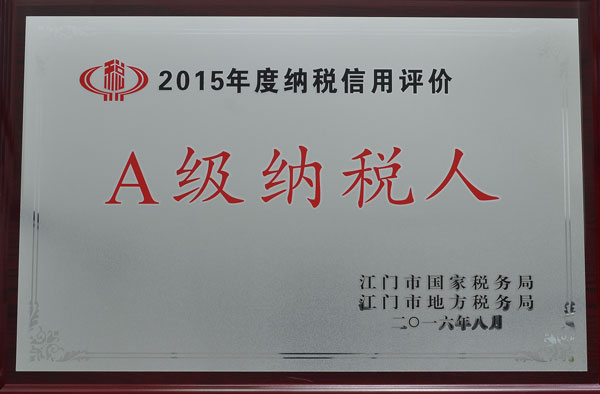 税
2015年度纳税信用评价
A级纳税人
江门市国家税务局
江门市地方税务局
二〇一六年八月